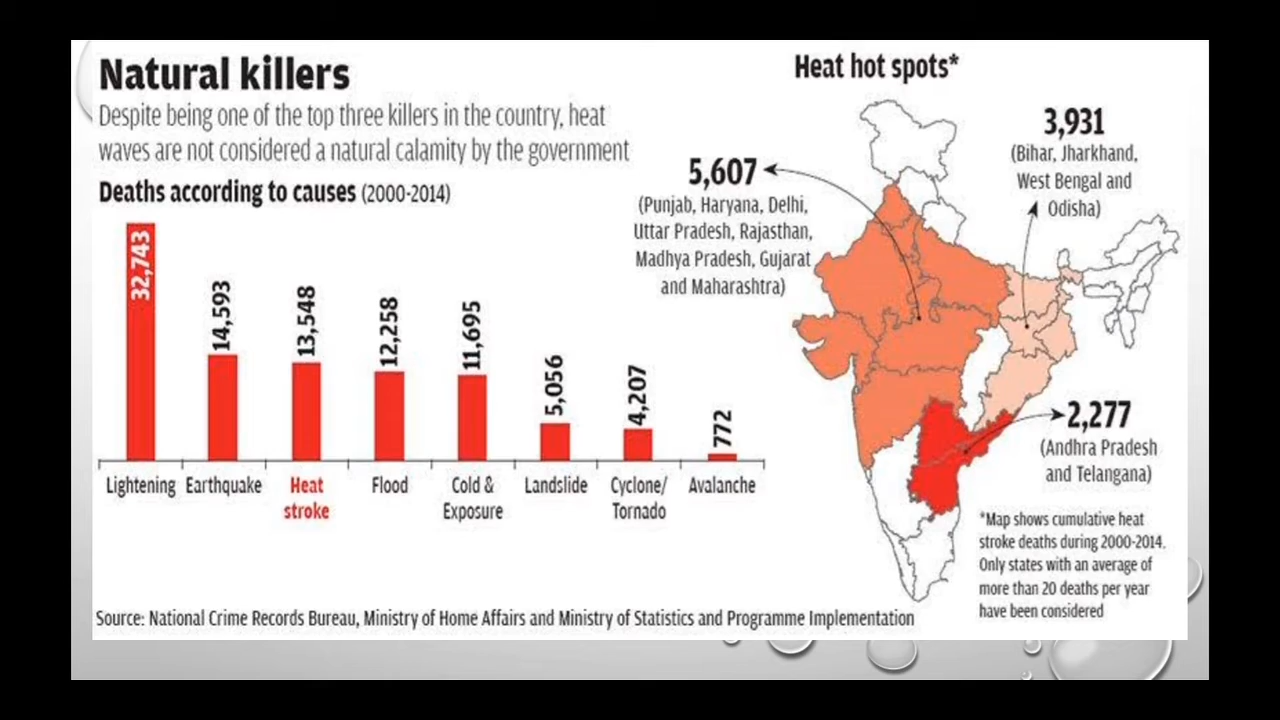 Natural killers
Despite being one of the top three killers in the country, heat
waves are not considered a natural calamity by the government
Deaths according to causes (2000-2014)
32,743
14,593
13,548
12,258
11,695
5,056
4,207
772
Lightening
Earthquake
Heat
stroke
Flood
Cold &
Exposure
Landslide
Cyclone/
Tornado
Avalanche
Heat hot spots*
5,607
(Punjab, Haryana, Delhi,
Uttar Pradesh, Rajasthan,
Madhya Pradesh, Gujarat
and Maharashtra)
3,931
(Bihar, Jharkhand,
West Bengal and
Odisha)
2,277
(Andhra Pradesh
and Telangana)
*Map shows cumulative heat
stroke deaths during 2000-2014.
Only states with an average of
more than 20 deaths per year
have been considered
Source: National Crime Records Bureau, Ministry of Home Affairs and Ministry of Statistics and Programme Implementation